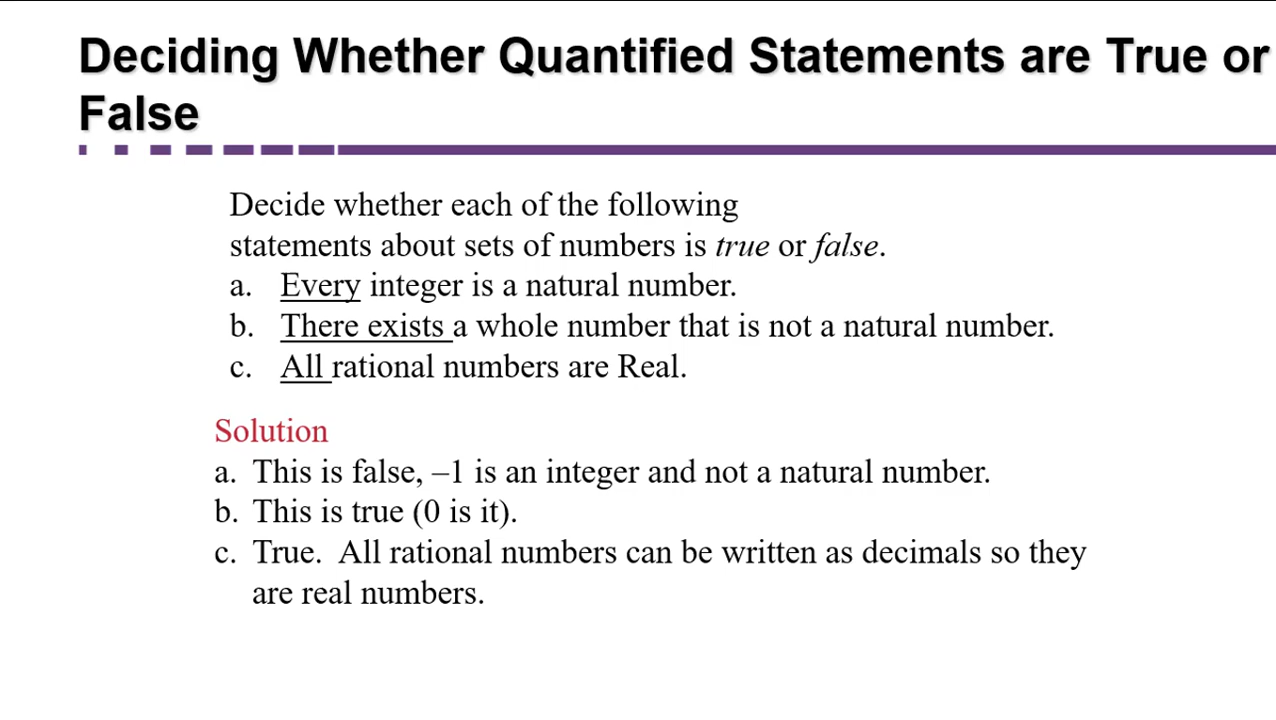 Deciding Whether Quantified Statements are True or
False
Decide whether each of the following
statements about sets of numbers is true or false.
a. Every integer is a natural number.
b. There exists a whole number that is not a natural number.
c. All rational numbers are Real.
Solution
a. This is false, –1 is an integer and not a natural number.
b. This is true (0 is it).
c. True. All rational numbers can be written as decimals so they
are real numbers.